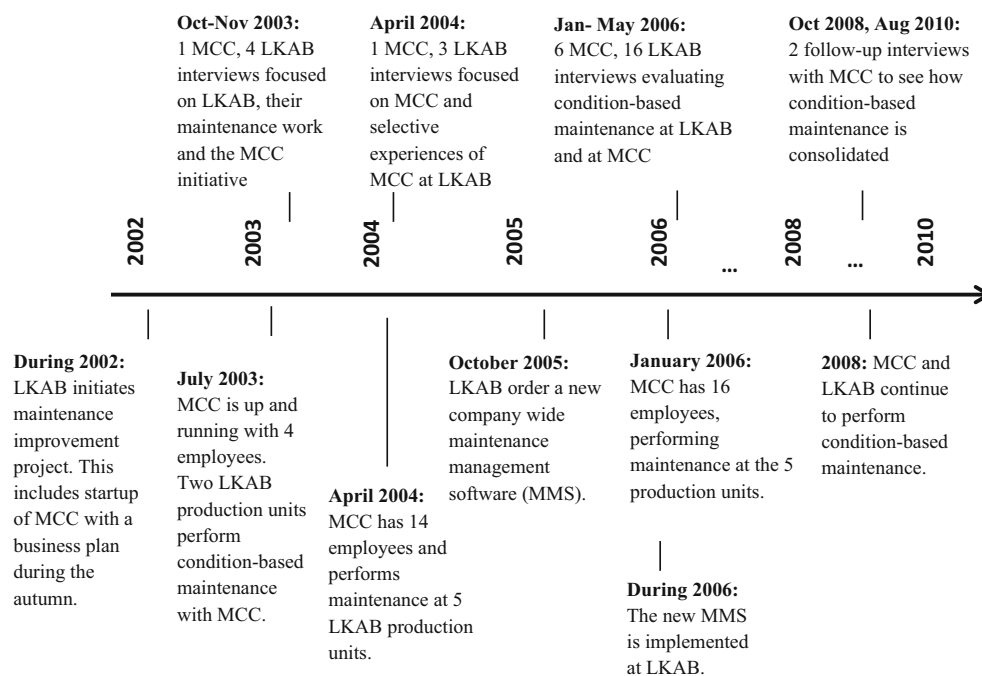 Oct-Nov 2003:
1 MCC, 4 LKAB
interviews focused
on LKAB, their
maintenance work
and the MCC
initiative
April 2004:
1 MCC, 3 LKAB
interviews focused
on MCC and
selective
experiences of
MCC at LKAB
Jan- May 2006:
6 MCC, 16 LKAB
interviews evaluating
condition-based
maintenance at LKAB
and at MCC
Oct 2008, Aug 2010:
2 follow-up interviews
with MCC to see how
condition-based
maintenance is
consolidated
2002
2003
2004
2005
2006
...
2008
...
2010
During 2002:
LKAB initiates
maintenance
improvement
project. This
includes startup
of MCC with a
business plan
during the
autumn.
July 2003:
MCC is up and
running with 4
employees.
Two LKAB
production units
perform
condition-based
maintenance
with MCC.
April 2004:
MCC has 14
employees and
performs
maintenance at 5
LKAB production
units.
October 2005:
LKAB order a new
company wide
maintenance
management
software (MMS).
January 2006:
MCC has 16
employees,
performing
maintenance at the 5
production units.
During 2006:
The new MMS
is implemented
at LKAB.
2008: MCC and
LKAB continue
to perform
condition-based
maintenance.